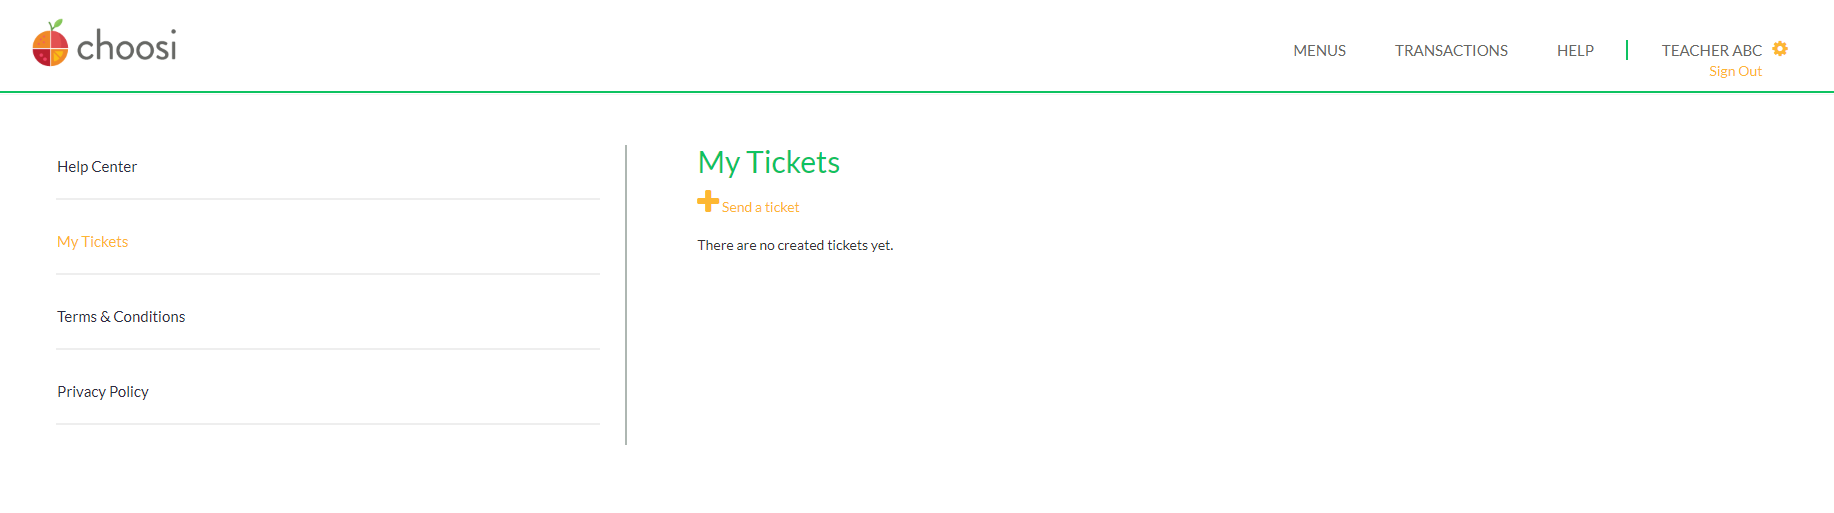 choosi
MENUS
TRANSACTIONS
HELP
TEACHER ABC
Sign Out
Help Center
My Tickets
Terms & Conditions
Privacy Policy
My Tickets
Send a ticket
There are no created tickets yet.